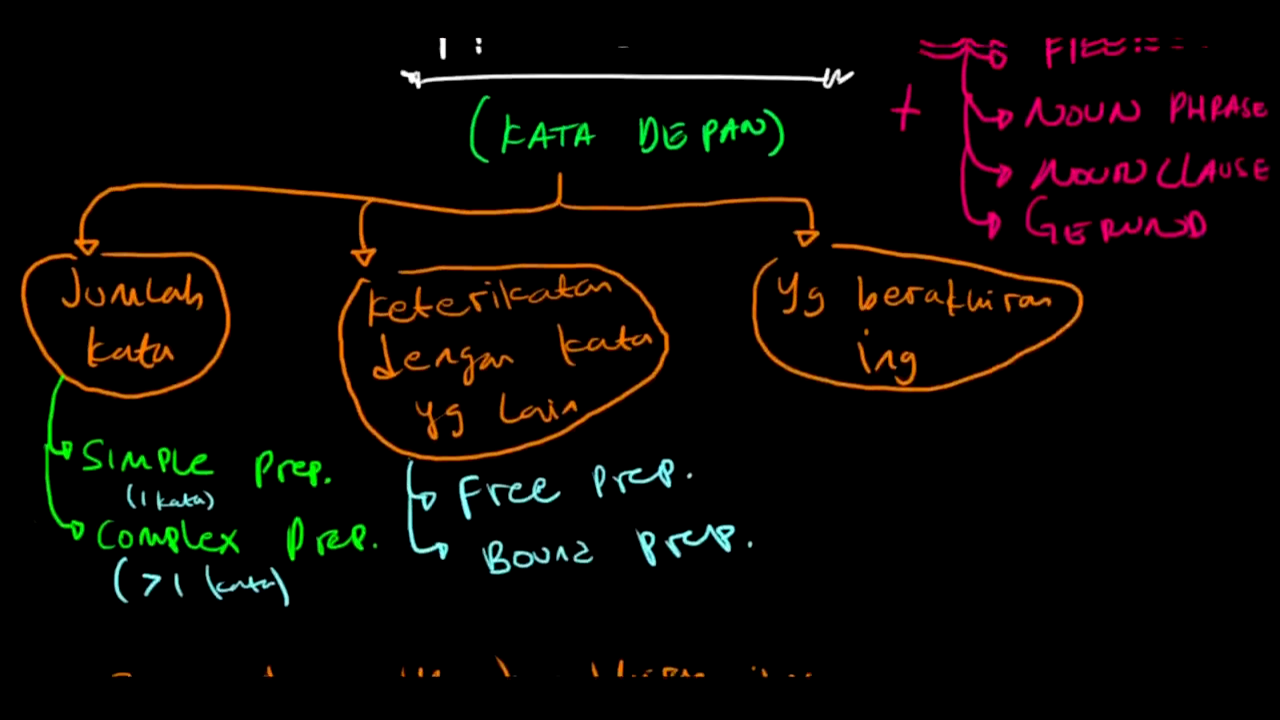 (KATA DEPAN)
+
NOUN PHRASE
NOUN CLAUSE
GERUND
Jumlah
kata
keterikatan
dengan kata
yg lain
Yg berakhiran
ing
SIMPLE Prep.
(1 kata)
COMPLEX Prep.
(>1 kata)
Free Prep.
Bound Prep.